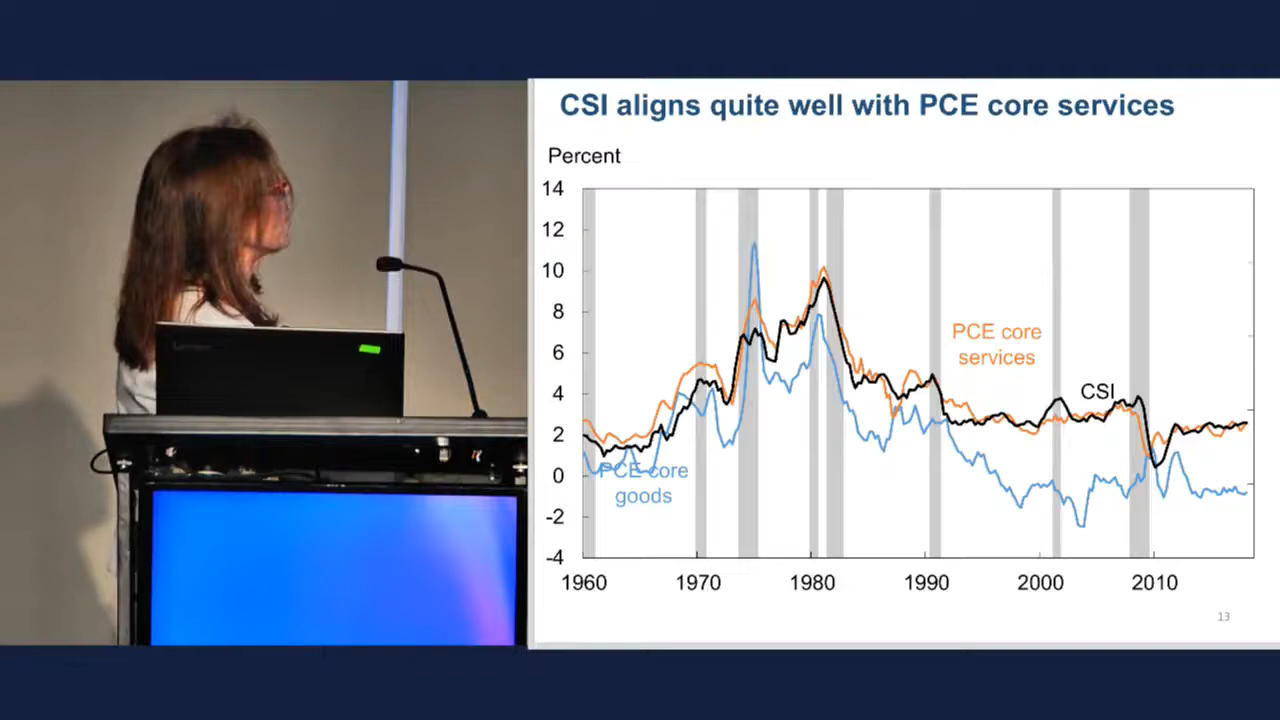 CSI aligns quite well with PCE core services
Percent
14
12
10
8
6
4
2
0
-2
-4
PCE core
services
CSI
PCE core
goods
1960
1970
1980
1990
2000
2010
13